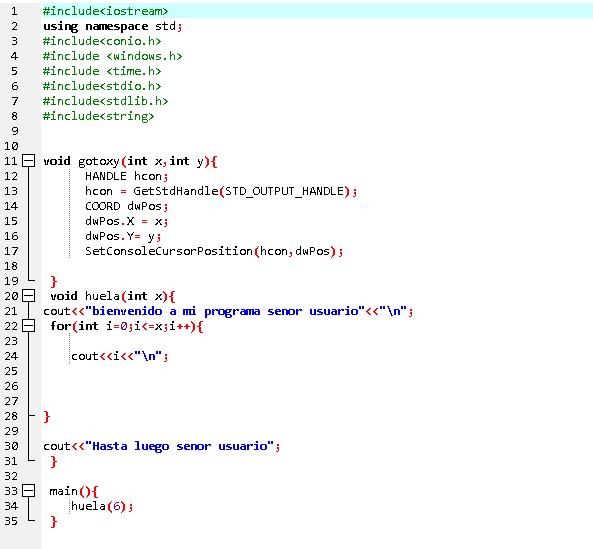 1 #include<iostream>
2 using namespace std;
3 #include<conio.h>
4 #include <windows.h>
5 #include <time.h>
6 #include<stdio.h>
7 #include<stdlib.h>
8 #include<string>
9
10
11 void gotoxy(int x,int y){
12 HANDLE hcon;
13 hcon = GetStdHandle(STD_OUTPUT_HANDLE);
14 COORD dwPos;
15 dwPos.X = x;
16 dwPos.Y= y;
17 SetConsoleCursorPosition(hcon,dwPos);
18
19 }
20 void huela(int x){
21 cout<<"bienvenido a mi programa senor usuario"<<"\n";
22 for(int i=0;i<=x;i++){
23
24 cout<<i<<"\n";
25
26
27
28 }
29
30 cout<<"Hasta luego senor usuario";
31 }
32
33 main(){
34 huela(6);
35 }